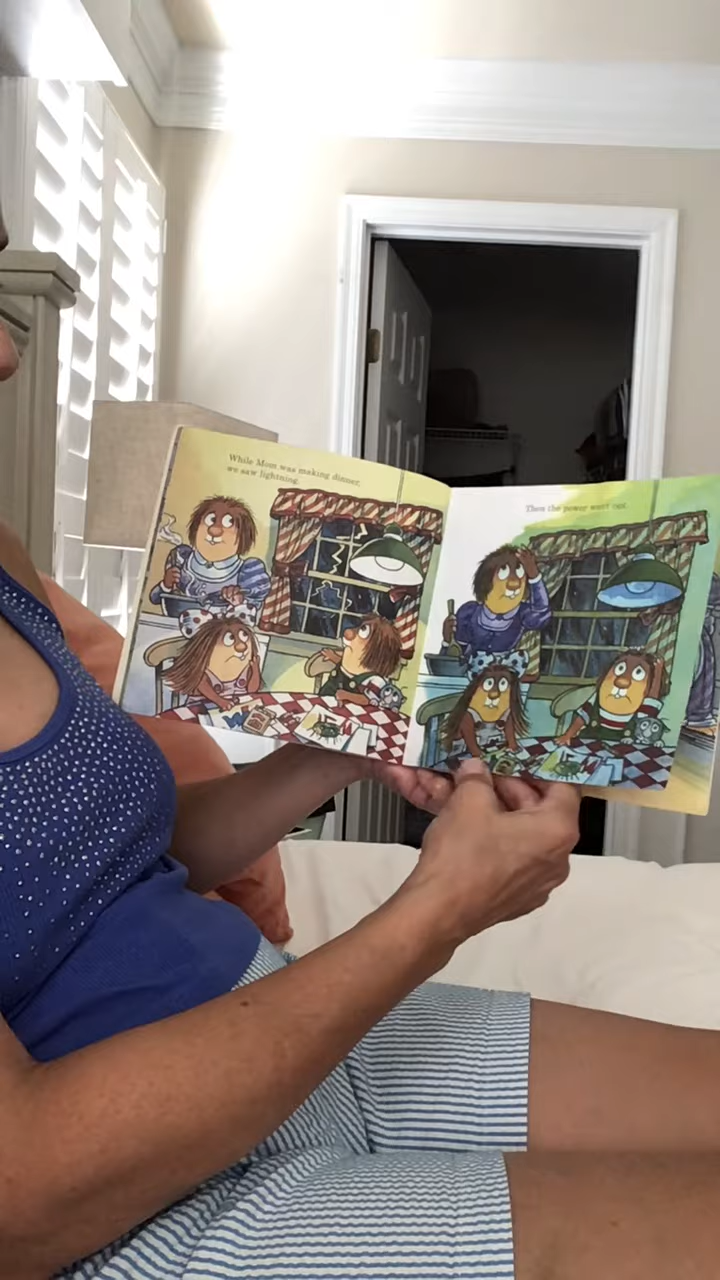 While Mom was making dinner,
we saw lightning.
Then the power went out.